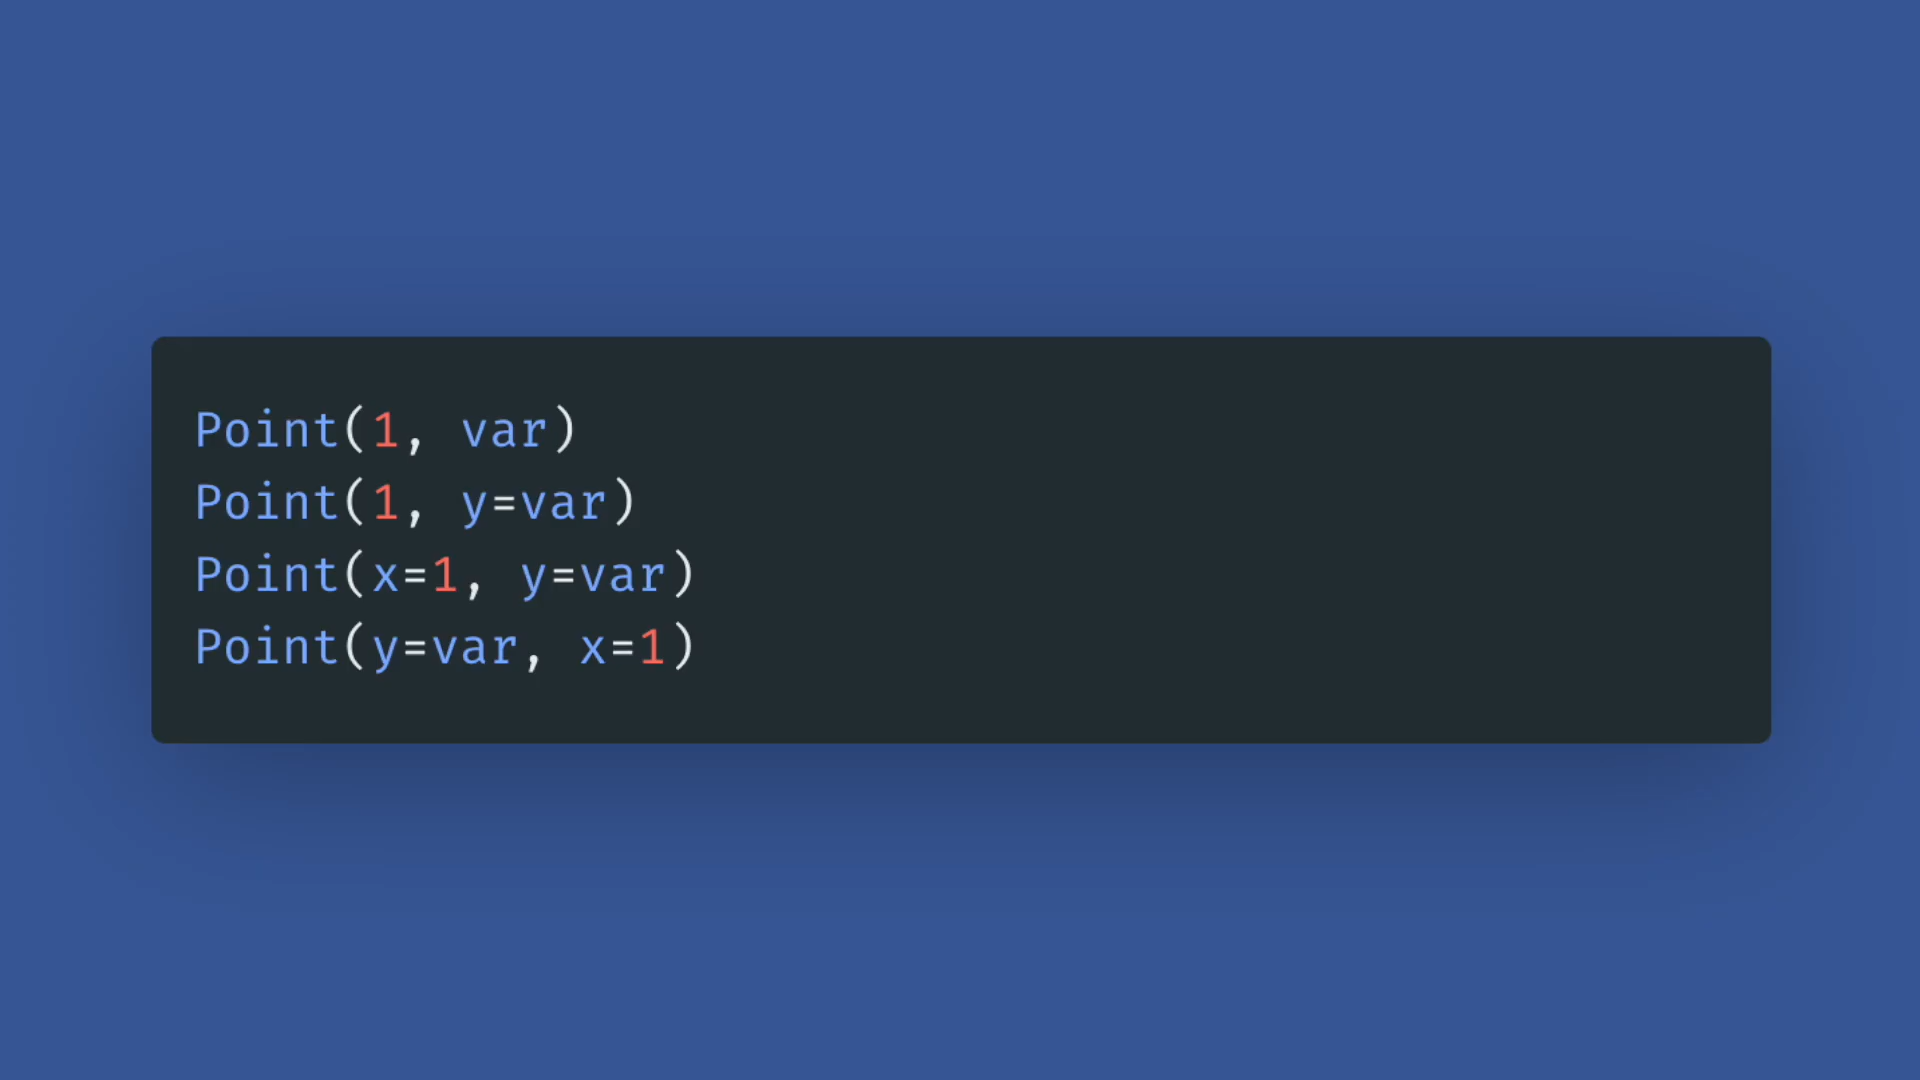 Point(1, var)
Point(1, y=var)
Point(x=1, y=var)
Point(y=var, x=1)